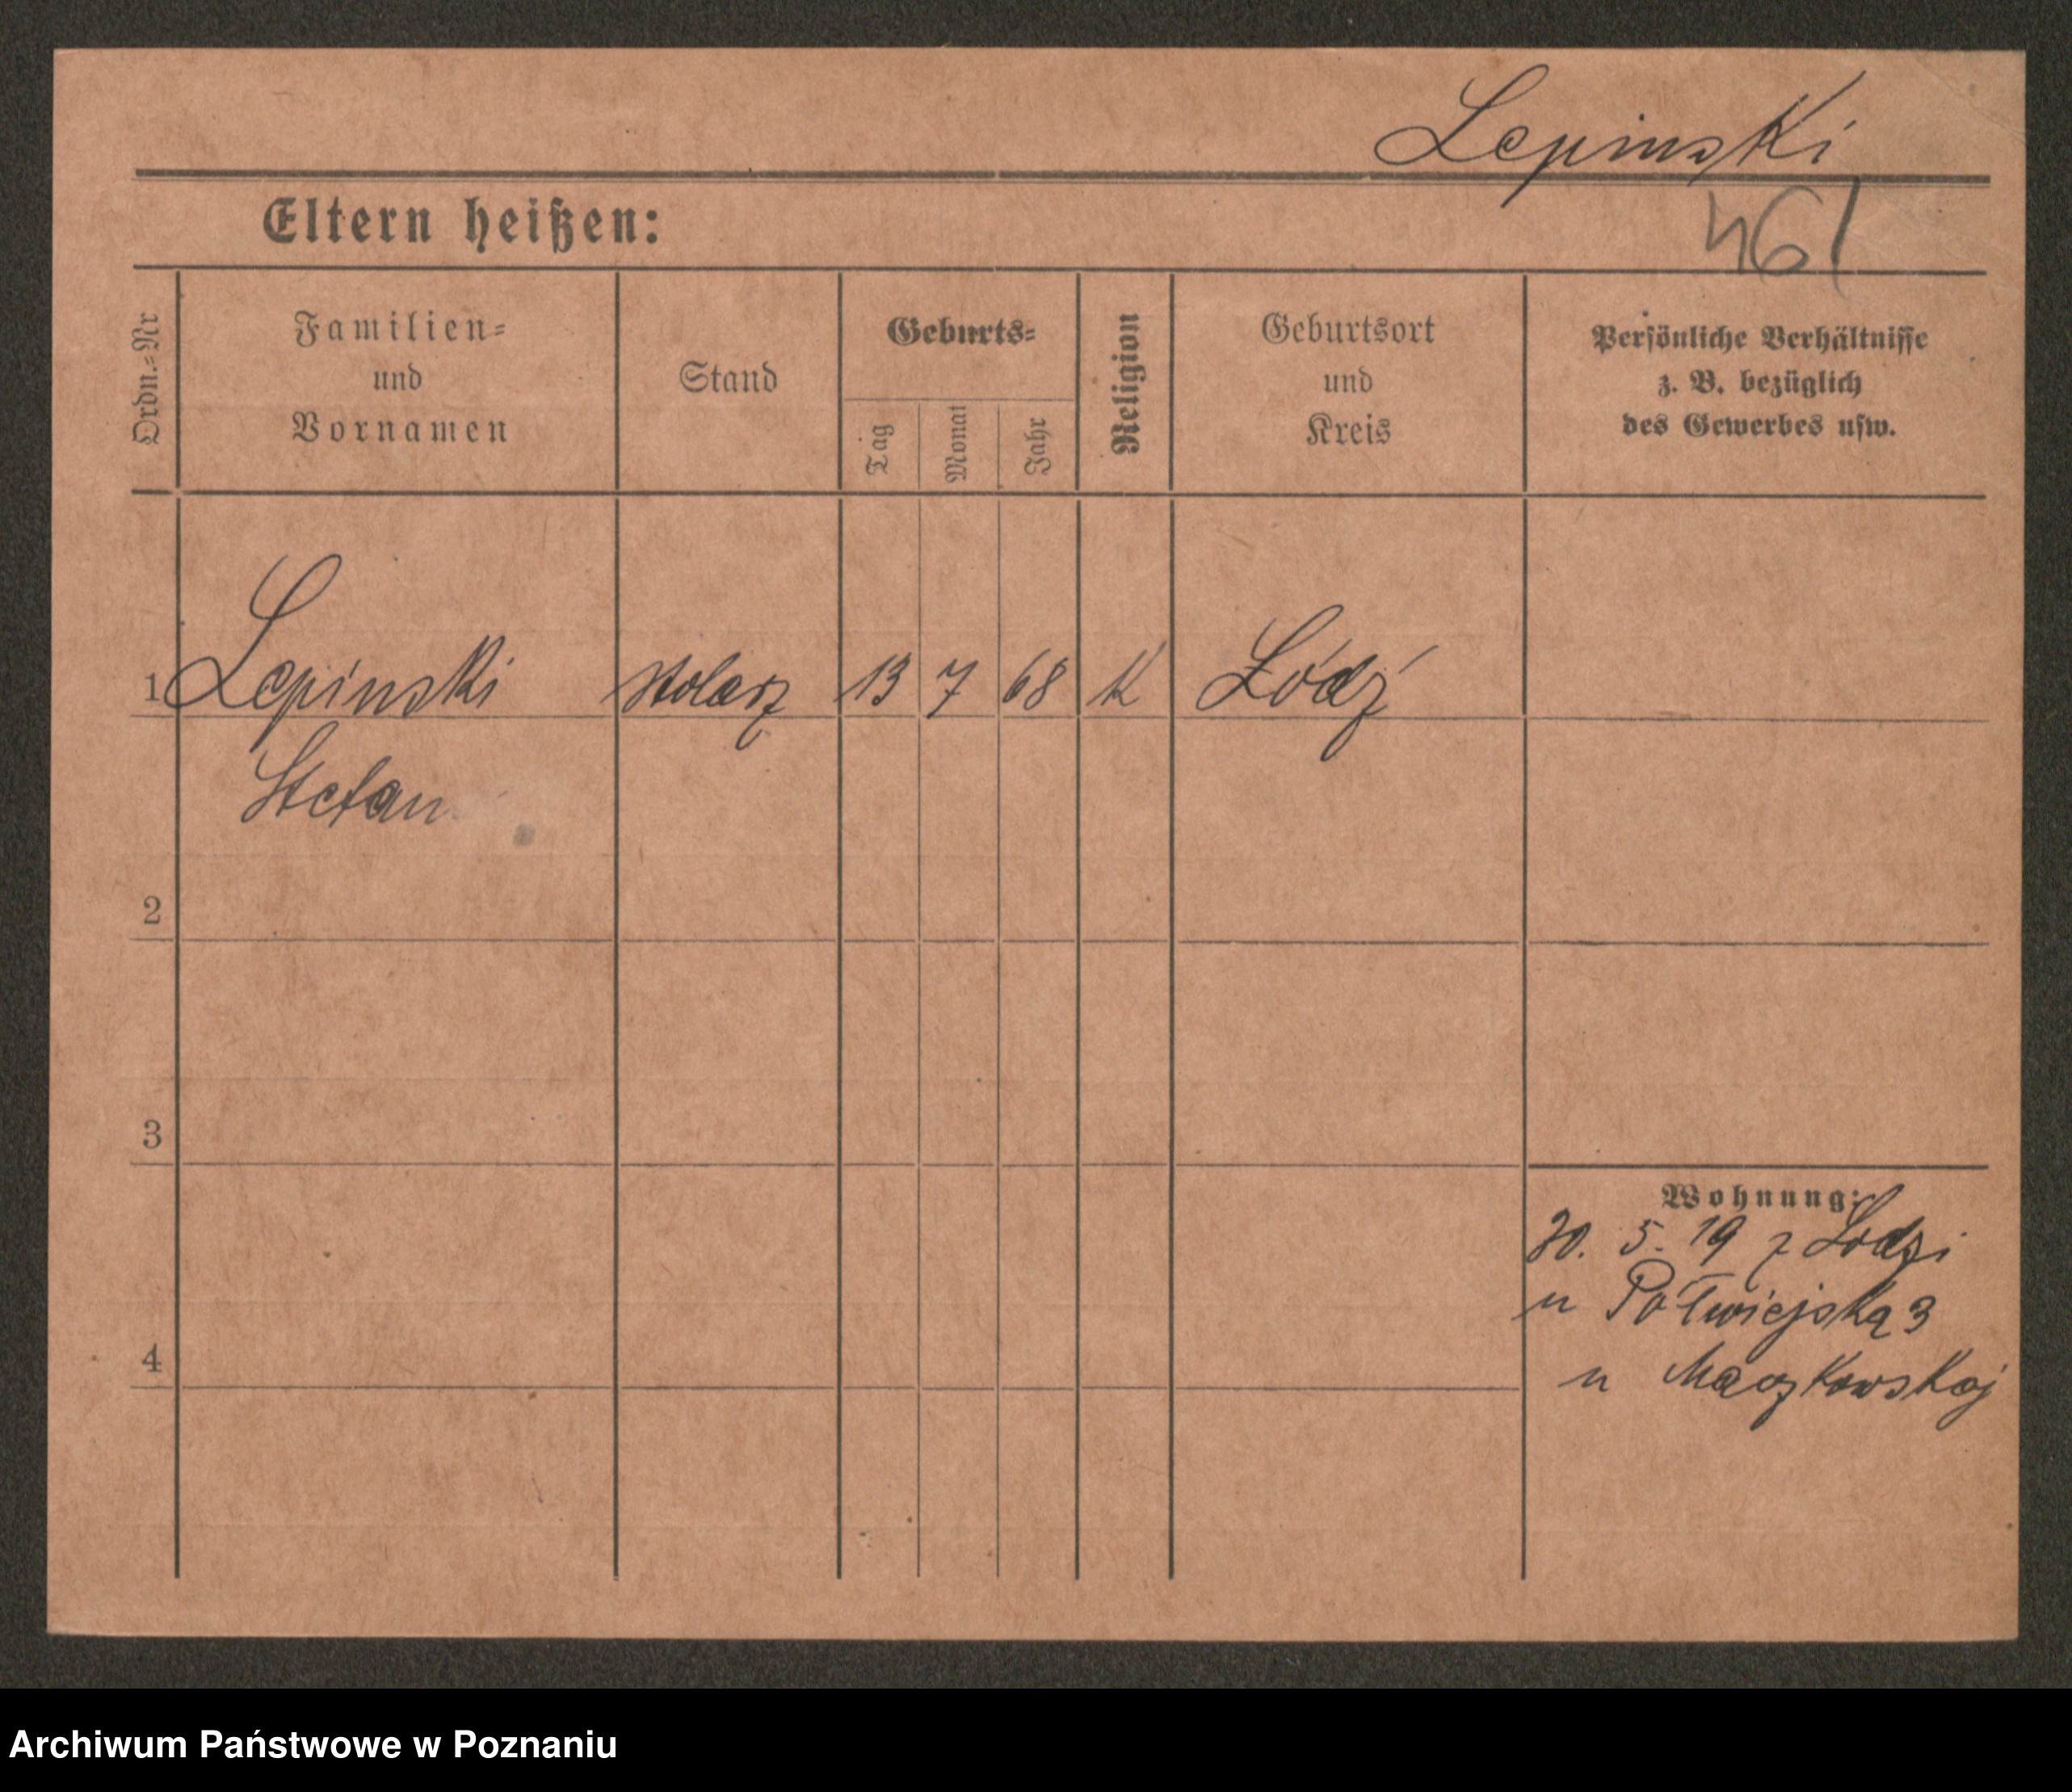 Lepinski
461
Eltern heißen:
Ordn.=Nr
Familien=
und
Vornamen
Stand
Geburts=
Tag
Monat
Jahr
Religion
Geburtsort
und
Kreis
Persönliche Verhältnisse
z. B. bezüglich
des Gewerbes usw.
1 Lepinski stolarz 13 7 68 K Łódź
Stefan
2
3
4
Wohnung:
30. 5. 19 z Łodzi
n Półwiejską 3
u
Archiwum Państwowe w Poznaniu